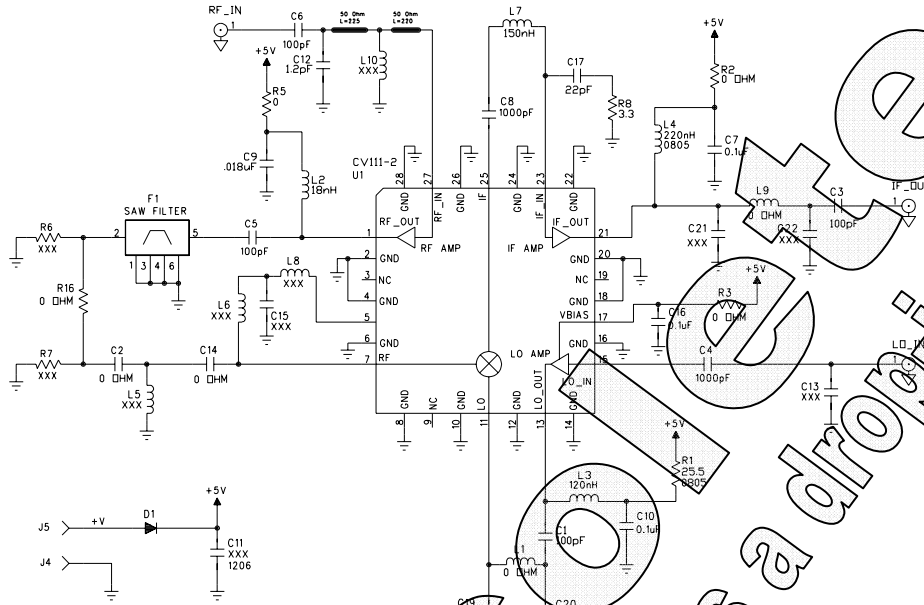 RF_IN
1
C6
100pF
50 Ohm
L=225
50 Ohm
L=220
C12
1.2pF
L10
XXX
+5V
R5
0
C9
.018uF
L2
18nH
L7
150nH
C8
1000pF
C17
22pF
R8
3.3
+5V
R2
0 OHM
L4
220nH
0805
C7
0.1uF
L9
0 OHM
C3
100pF
IF_OU
1
C21
XXX
C22
XXX
F1
SAW FILTER
2
5
1 3 4 6
C5
100pF
R6
XXX
R16
0 OHM
R7
XXX
C2
0 OHM
L5
XXX
C14
0 OHM
L6
XXX
C15
XXX
L8
XXX
CV111-2
U1
28
27
26
25
24
23
22
GND
RF_IN
GND
IF
GND
IF_IN
GND
1
2
3
4
5
6
7
RF_OUT
GND
NC
GND
GND
RF
RF AMP
IF AMP
LO AMP
IF_OUT
GND
NC
GND
VBIAS
GND
LO_IN
21
20
19
18
17
16
15
GND
NC
GND
LO
GND
LO_OUT
GND
8
9
10
11
12
13
14
+5V
R3
0 OHM
C16
0.1uF
C4
1000pF
LO_IN
1
C13
XXX
+5V
R1
25.5
0805
L3
120nH
C10
0.1uF
C1
L1
0 OHM
C19
C20
J5
+V
D1
+5V
C11
XXX
1206
J4
olete
f a dropi